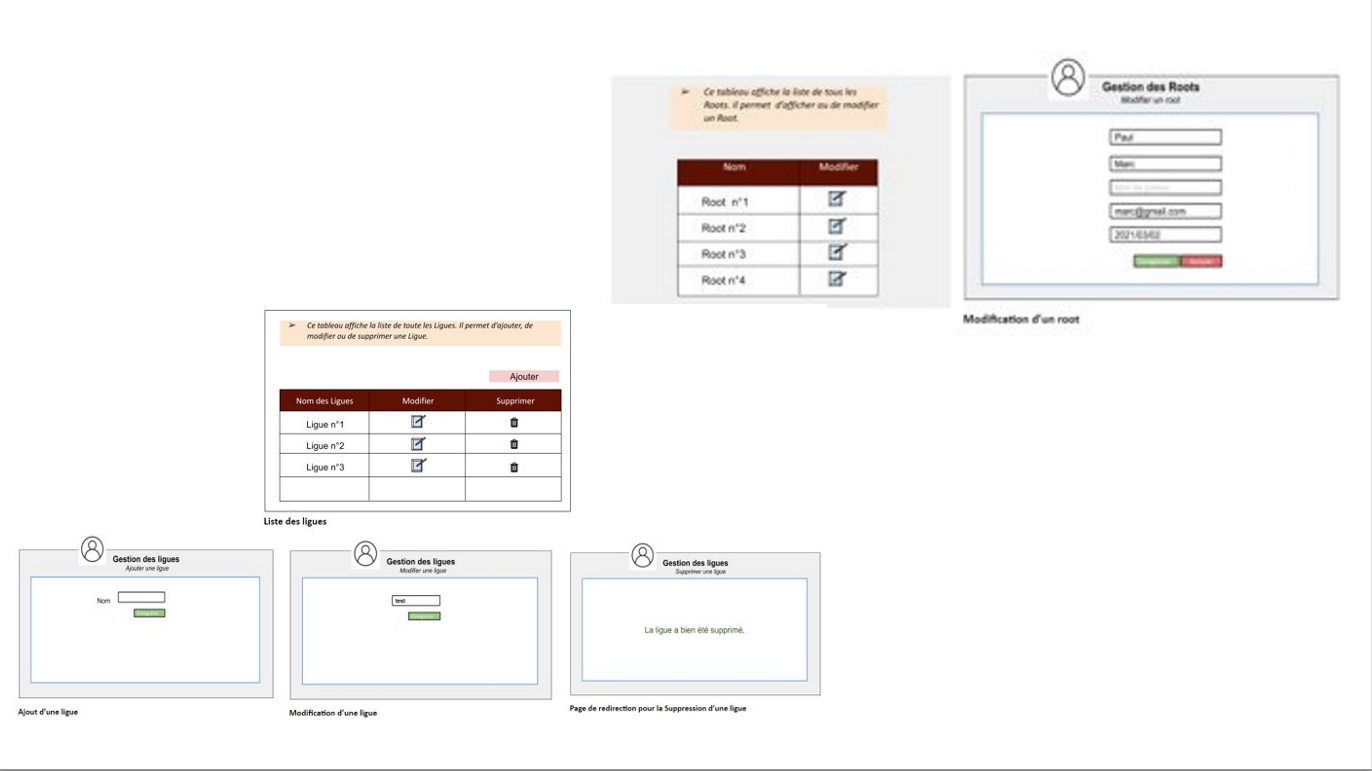 ➢ Ce tableau affiche la liste de tous les
Roots. il permet d'afficher ou de modifier
un Root.
Nom Modifier
Root n°1
Root n°2
Root n°3
Root n°4
Gestion des Roots
Modifier un root
Paul
Marc
Mot de passe
marc@gmail.com
2021/03/02
Modification d'un root
➢ Ce tableau affiche la liste de toute les Ligues. Il permet d'ajouter, de
modifier ou de supprimer une Ligue.
Ajouter
Nom des Ligues Modifier Supprimer
Ligue n°1
Ligue n°2
Ligue n°3
Liste des ligues
Gestion des ligues
Ajouter une ligue
Nom
Ajout d'une ligue
Gestion des ligues
Modifier une ligue
test
Modification d'une ligue
Gestion des ligues
Supprimer une ligue
La ligue a bien été supprimé.
Page de redirection pour la Suppression d'une ligue